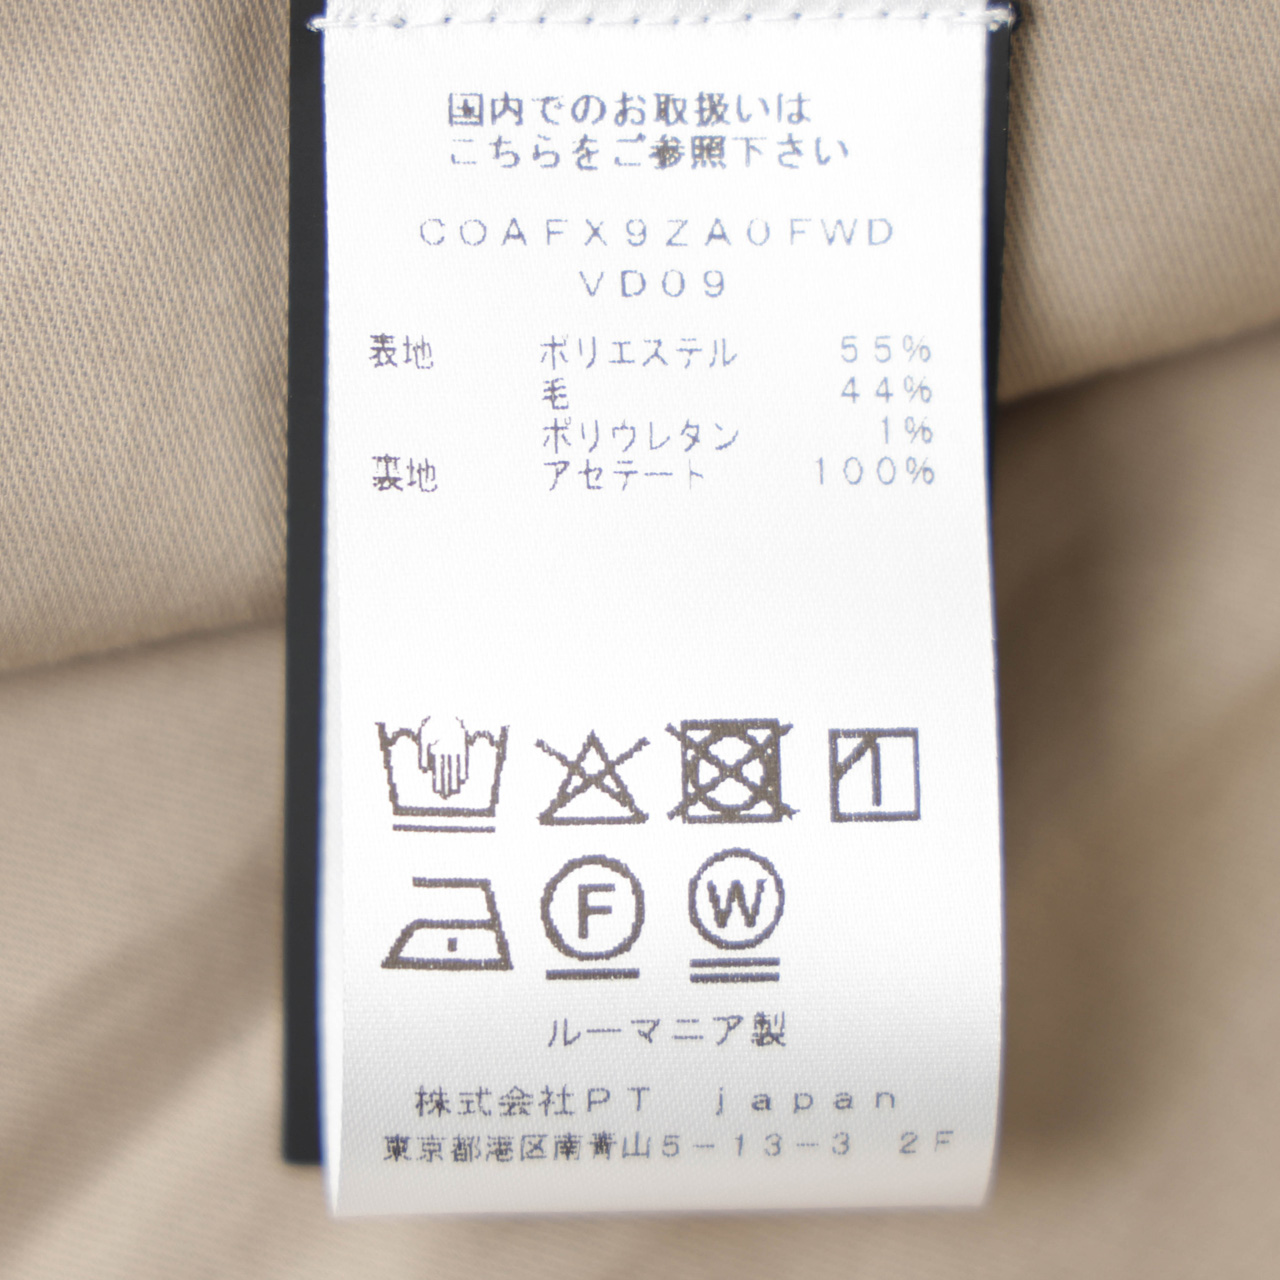 国内でのお取扱いは
こちらをご参照下さい
COAFX9ZA0FWD
VD09
表地 ポリエステル 55%
毛 44%
ポリウレタン 1%
裏地 アセテート 100%
F W
ルーマニア製
株式会社PT japan
東京都港区南青山5-13-3 2F